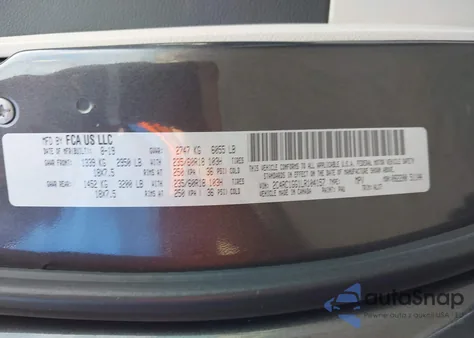 MFD BY FCA US LLC
DATE OF MFR/BUILT: 8-19 GVWR: 2747 KG 6055 LB
GAWR FRONT: 1339 KG 2950 LB WITH 235/60R18 103H TIRES
18X7.5 RIMS AT 36 PSI COLD
GAWR REAR: 1452 KG 3200 LB WITH 235/60R18 103H TIRES
18X7.5 RIMS AT 36 PSI COLD
THIS VEHICLE CONFORMS TO ALL APPLICABLE U.S.A. FEDERAL MOTOR VEHICLE
SAFETY STANDARDS IN EFFECT ON THE DATE OF MANUFACTURE SHOWN ABOVE.
VIN: TYPE: MPV
VEHICLE MADE IN CANADA PAINT: PAU
autoSnap